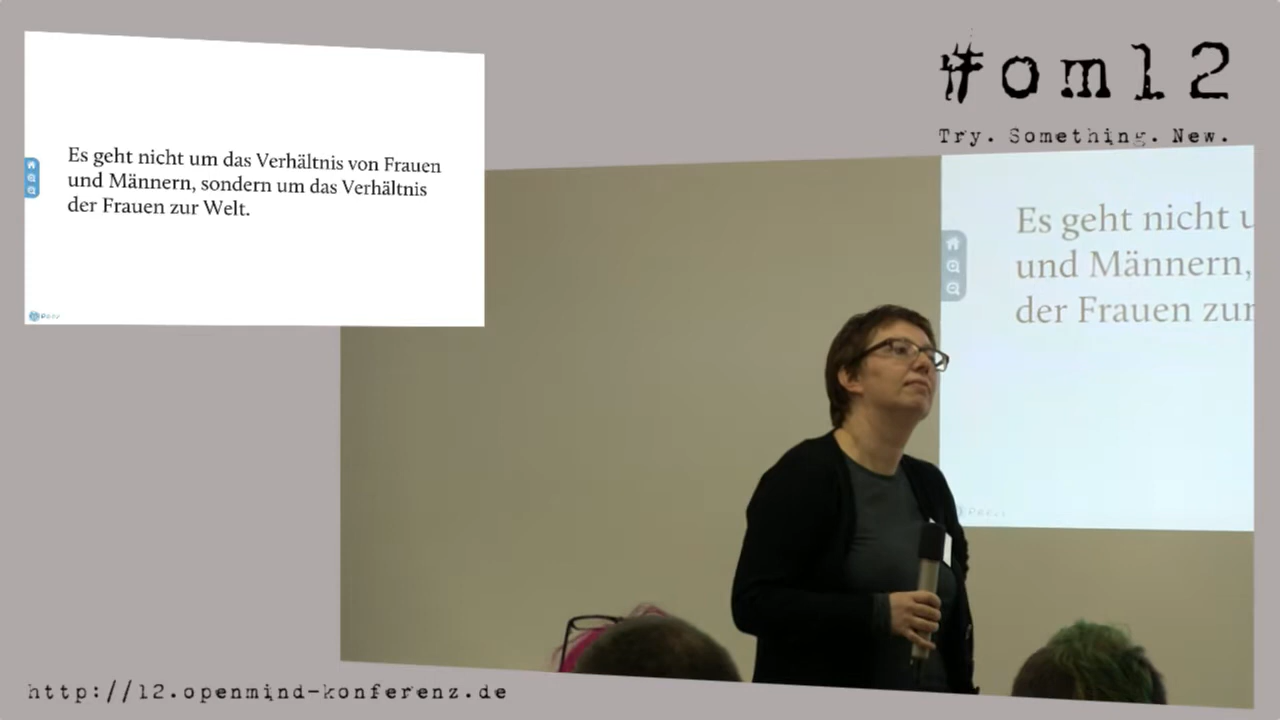 #om12
Try. Something. New.
Es geht nicht um das Verhältnis von Frauen
und Männern, sondern um das Verhältnis
der Frauen zur Welt.
Es geht nicht u
und Männern,
der Frauen zur
http://12.openmind-konferenz.de